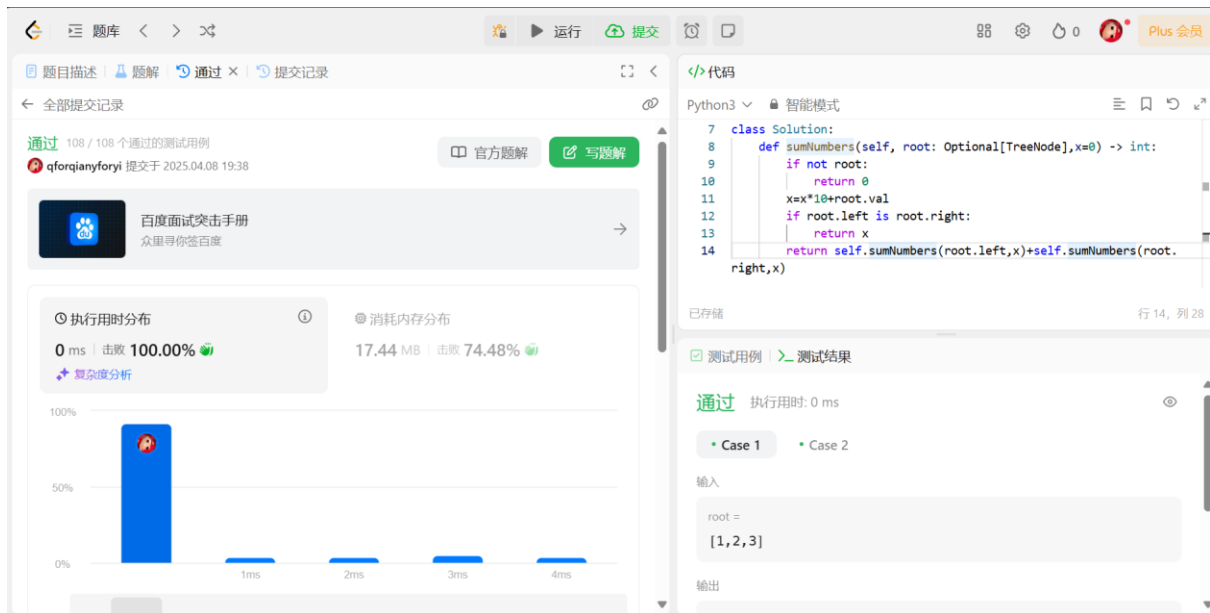 题库
运行
提交
0
Plus 会员
题目描述
题解
通过
提交记录
全部提交记录
通过 108 / 108 个通过的测试用例
qforqianyforyi 提交于 2025.04.08 19:38
官方题解
写题解
百度面试突击手册
众里寻你签百度
执行用时分布
0 ms 击败 100.00%
复杂度分析
消耗内存分布
17.44 MB 击败 74.48%
100%
50%
0%
1ms 2ms 3ms 4ms
</>代码
Python3 智能模式
7 class Solution:
8 def sumNumbers(self, root: Optional[TreeNode],x=0) -> int:
9 if not root:
10 return 0
11 x=x*10+root.val
12 if root.left is root.right:
13 return x
14 return self.sumNumbers(root.left,x)+self.sumNumbers(root.
right,x)
已存储
行 14，列 28
测试用例
测试结果
通过 执行用时: 0 ms
Case 1
Case 2
输入
root =
[1,2,3]
输出